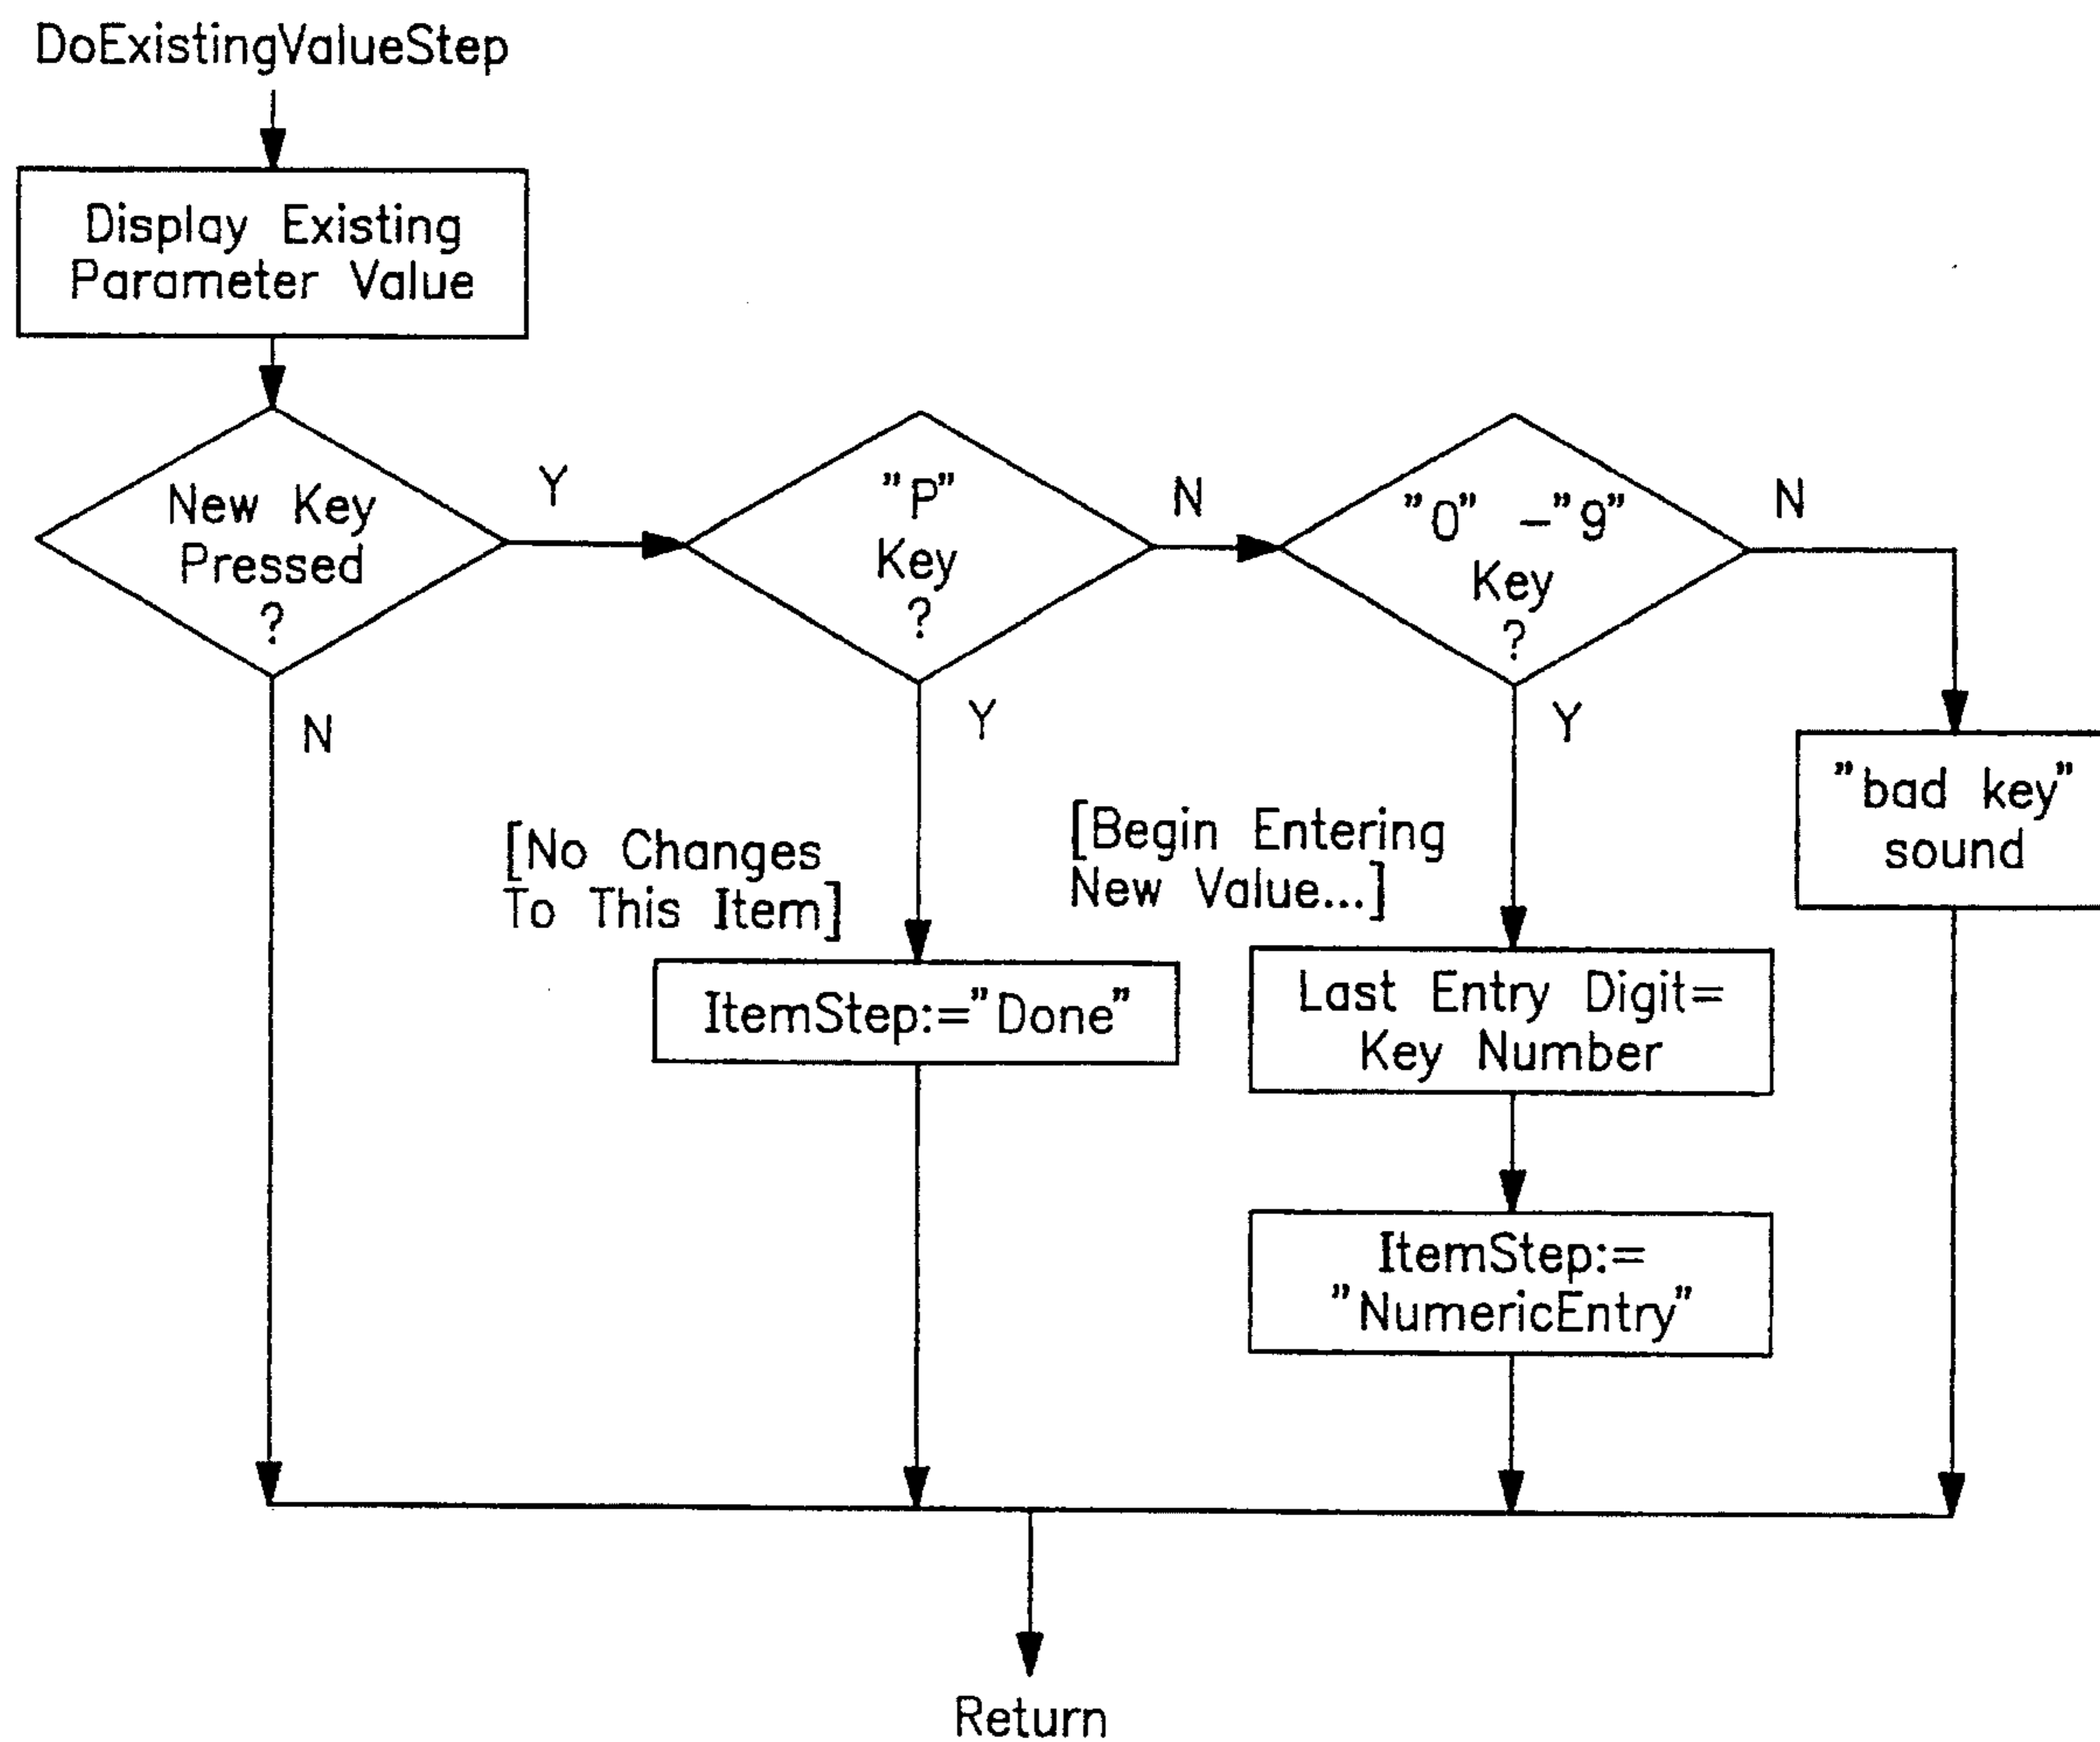 DoExistingValueStep
Display Existing
Parameter Value
New Key
Pressed
?
Y
N
"P"
Key
?
N
Y
"0" -"9"
Key
?
N
Y
[No Changes
To This Item]
ItemStep:="Done"
[Begin Entering
New Value...]
Last Entry Digit=
Key Number
ItemStep:=
"NumericEntry"
"bad key"
sound
Return